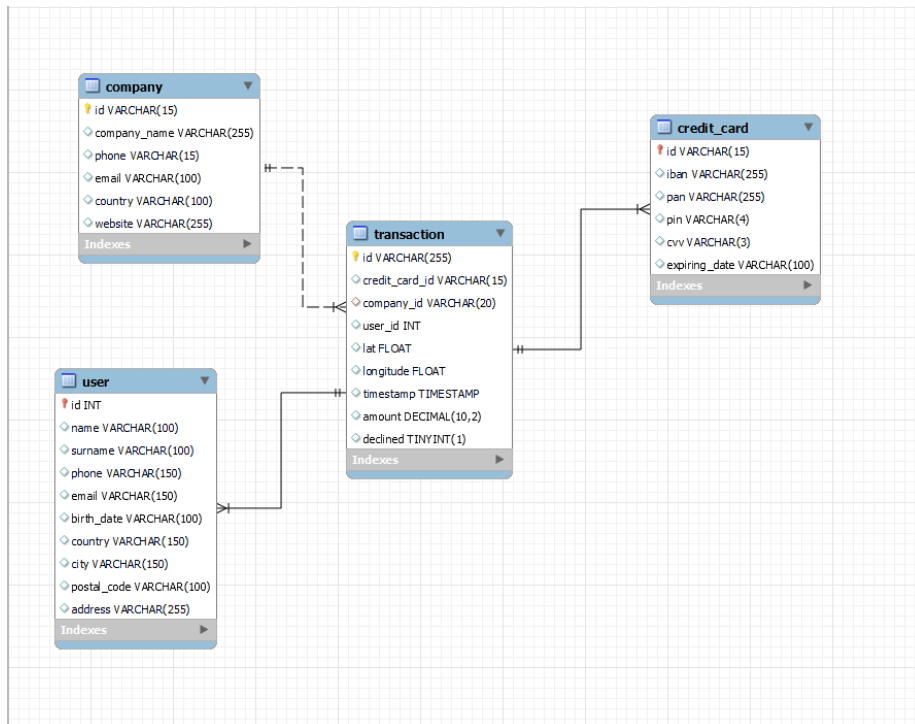 company
id VARCHAR(15)
company_name VARCHAR(255)
phone VARCHAR(15)
email VARCHAR(100)
country VARCHAR(100)
website VARCHAR(255)
Indexes
credit_card
id VARCHAR(15)
iban VARCHAR(255)
pan VARCHAR(255)
pin VARCHAR(4)
cvv VARCHAR(3)
expiring_date VARCHAR(100)
Indexes
transaction
id VARCHAR(255)
credit_card_id VARCHAR(15)
company_id VARCHAR(20)
user_id INT
lat FLOAT
longitude FLOAT
timestamp TIMESTAMP
amount DECIMAL(10,2)
declined TINYINT(1)
Indexes
user
id INT
name VARCHAR(100)
surname VARCHAR(100)
phone VARCHAR(150)
email VARCHAR(150)
birth_date VARCHAR(100)
country VARCHAR(150)
city VARCHAR(150)
postal_code VARCHAR(100)
address VARCHAR(255)
Indexes